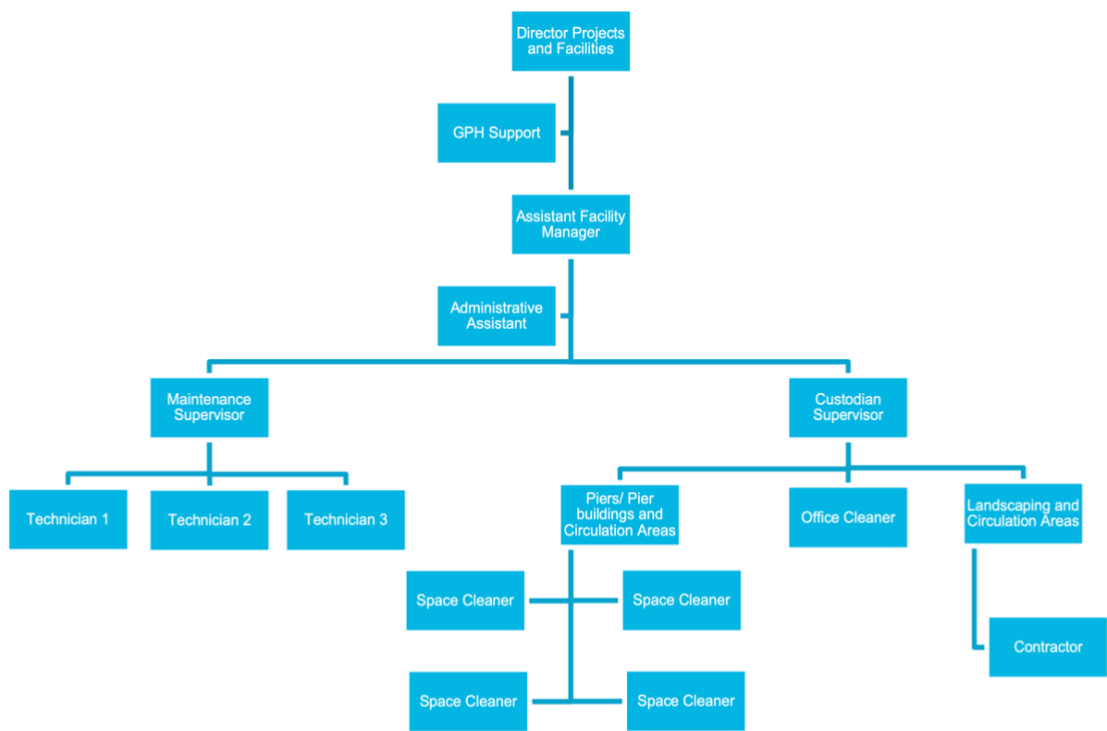 Director Projects
and Facilities
GPH Support
Assistant Facility
Manager
Administrative
Assistant
Maintenance
Supervisor
Custodian
Supervisor
Technician 1
Technician 2
Technician 3
Piers/ Pier
buildings and
Circulation Areas
Office Cleaner
Landscaping and
Circulation Areas
Space Cleaner
Space Cleaner
Contractor
Space Cleaner
Space Cleaner